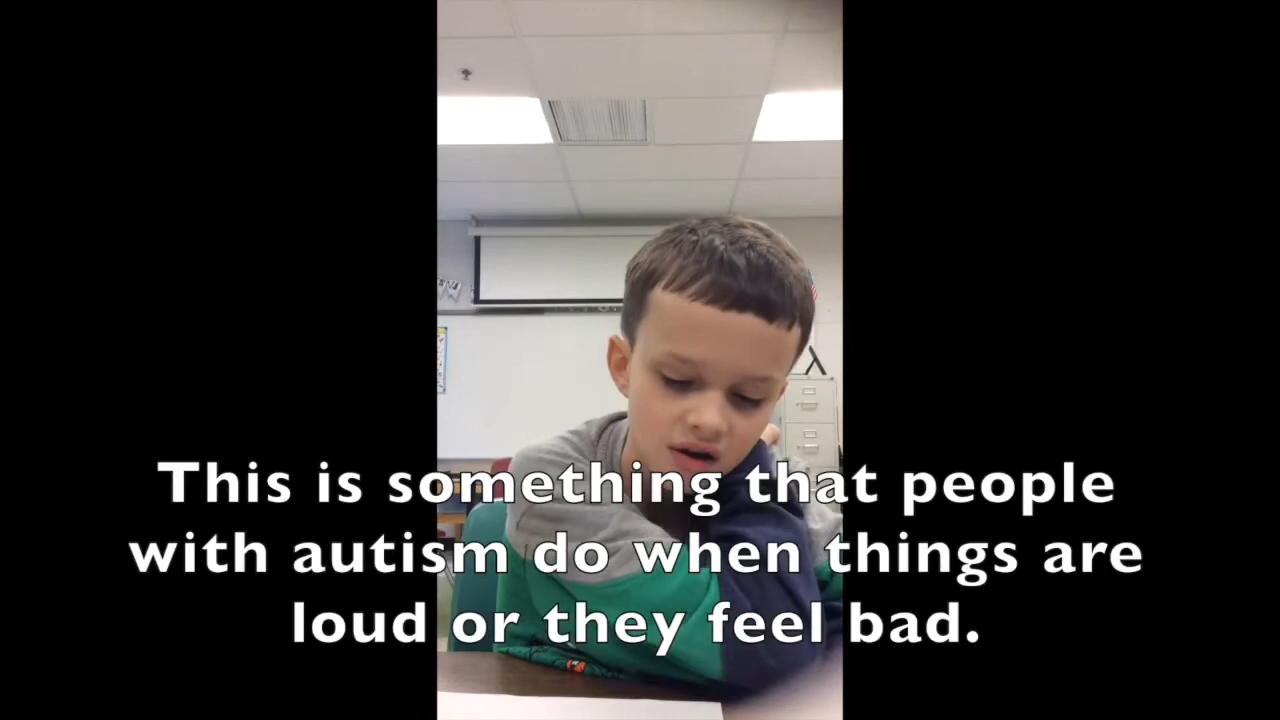 This is something that people
with autism do when things are
loud or they feel bad.